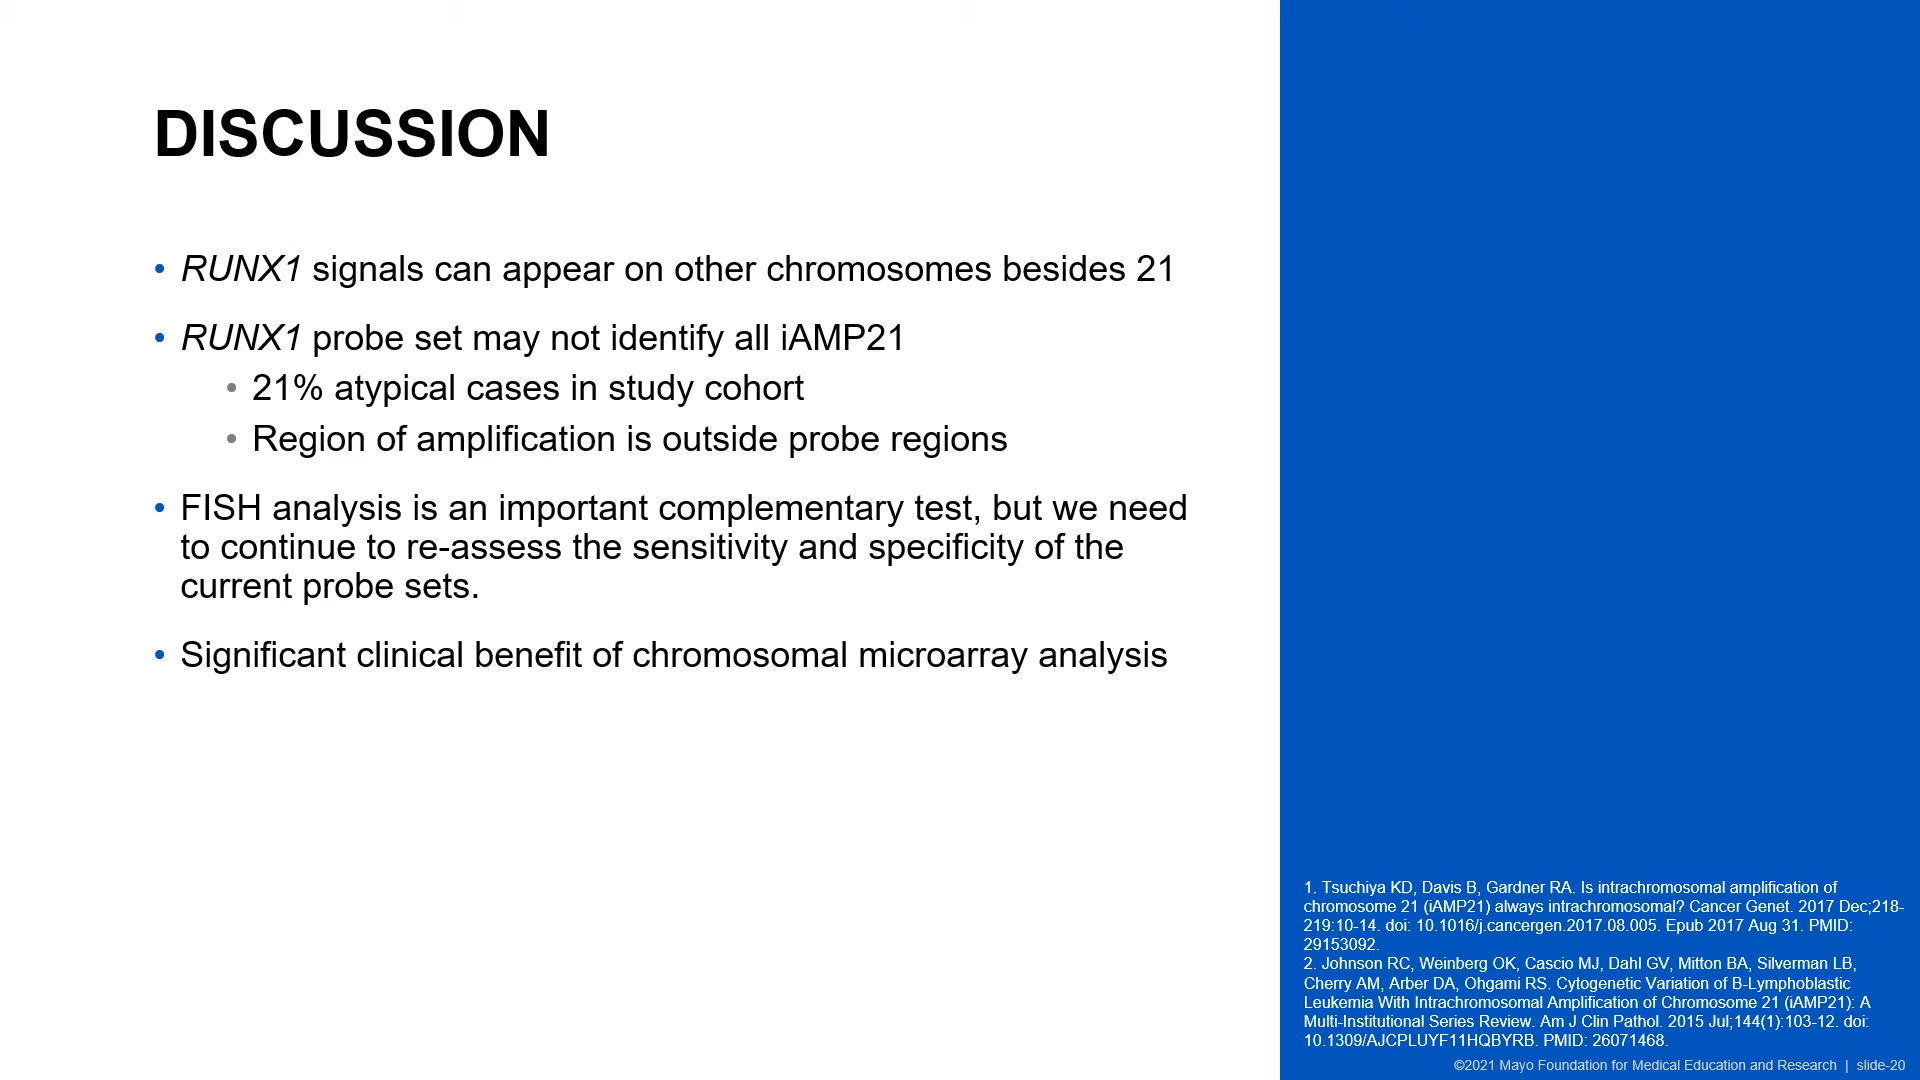 DISCUSSION
• RUNX1 signals can appear on other chromosomes besides 21
• RUNX1 probe set may not identify all iAMP21
• 21% atypical cases in study cohort
• Region of amplification is outside probe regions
• FISH analysis is an important complementary test, but we need
to continue to re-assess the sensitivity and specificity of the
current probe sets.
• Significant clinical benefit of chromosomal microarray analysis
1. Tsuchiya KD, Davis B, Gardner RA. Is intrachromosomal amplification of
chromosome 21 (iAMP21) always intrachromosomal? Cancer Genet. 2017 Dec;218-
219:10-14. doi: 10.1016/j.cancergen.2017.08.005. Epub 2017 Aug 31. PMID:
29153092.
2. Johnson RC, Weinberg OK, Cascio MJ, Dahl GV, Mitton BA, Silverman LB,
Cherry AM, Arber DA, Ohgami RS. Cytogenetic Variation of B-Lymphoblastic
Leukemia With Intrachromosomal Amplification of Chromosome 21 (iAMP21): A
Multi-Institutional Series Review. Am J Clin Pathol. 2015 Jul;144(1):103-12. doi:
10.1309/AJCPLUYF11HQBYRB. PMID: 26071468.
©2021 Mayo Foundation for Medical Education and Research | slide-20